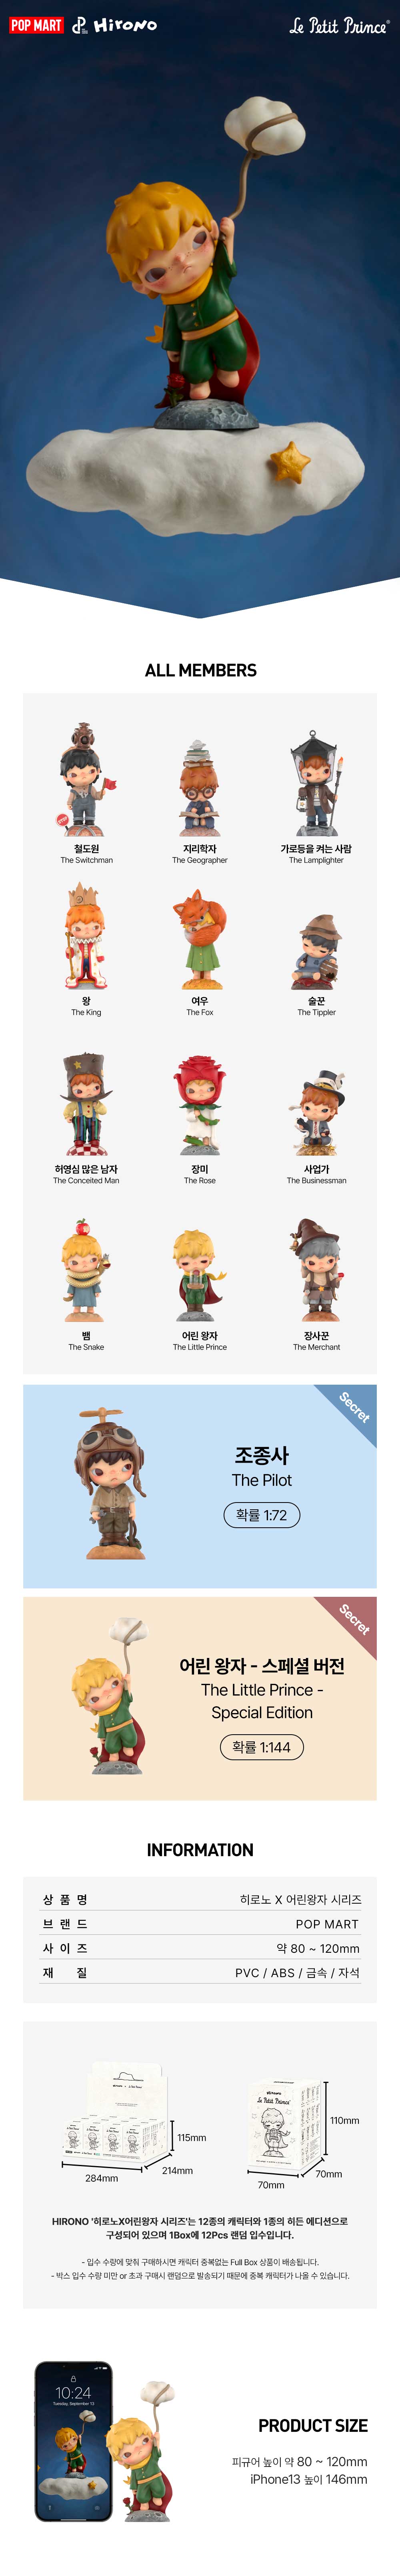 POP MART Hirono Le Petit Prince®
ALL MEMBERS
STOP
철도원 지리학자 가로등을 켜는 사람
The Switchman The Geographer The Lamplighter
왕 여우 술꾼
The King The Fox The Tippler
허영심 많은 남자 장미 사업가
The Conceited Man The Rose The Businessman
뱀 어린 왕자 장사꾼
The Snake The Little Prince The Merchant
Secret
조종사
The Pilot
확률 1:72
Secret
어린 왕자 - 스페셜 버전
The Little Prince -
Special Edition
확률 1:144
INFORMATION
상 품 명 히로노 X 어린왕자 시리즈
브 랜 드 POP MART
사 이 즈 약 80 ~ 120mm
재 질 PVC / ABS / 금속 / 자석
Hirono
Le Petit Prince
115mm
214mm
284mm
110mm
70mm
70mm
HIRONO '히로노X어린왕자 시리즈'는 12종의 캐릭터와 1종의 히든 에디션으로
구성되어 있으며 1Box에 12Pcs 랜덤 입수입니다.
- 입수 수량에 맞춰 구매하시면 캐릭터 중복없는 Full Box 상품이 배송됩니다.
- 박스 입수 수량 미만 or 초과 구매시 랜덤으로 발송되기 때문에 중복 캐릭터가 나올 수 있습니다.
10:24
Tuesday, September 13
PRODUCT SIZE
피규어 높이 약 80 ~ 120mm
iPhone13 높이 146mm